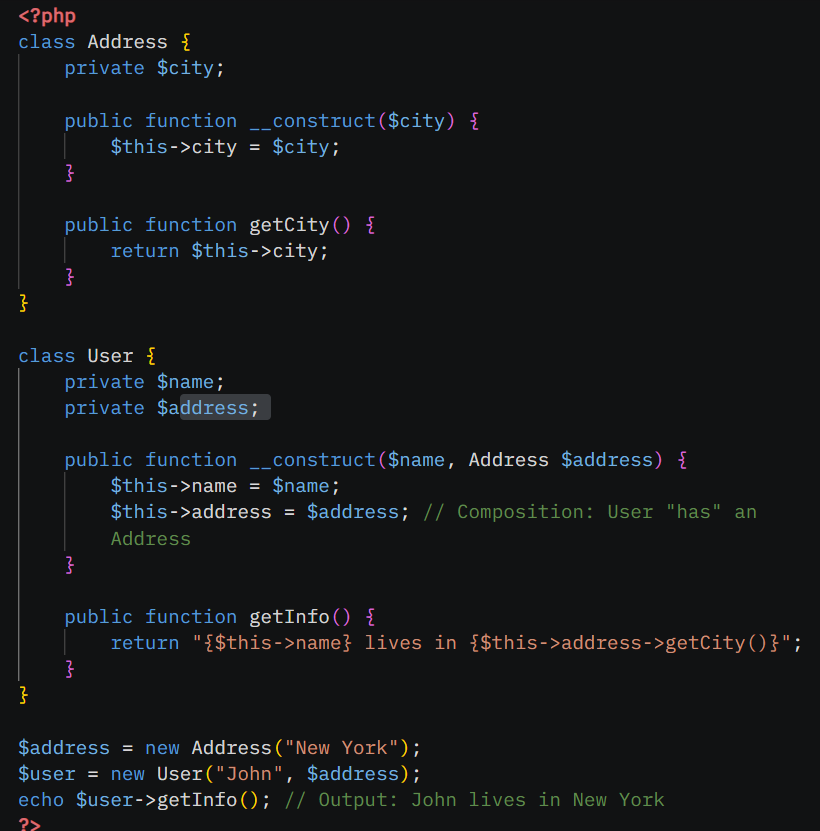 <?php
class Address {
    private $city;

    public function __construct($city) {
        $this->city = $city;
    }

    public function getCity() {
        return $this->city;
    }
}

class User {
    private $name;
    private $address;

    public function __construct($name, Address $address) {
        $this->name = $name;
        $this->address = $address; // Composition: User "has" an
        Address
    }

    public function getInfo() {
        return "{$this->name} lives in {$this->address->getCity()}";
    }
}

$address = new Address("New York");
$user = new User("John", $address);
echo $user->getInfo(); // Output: John lives in New York
?>